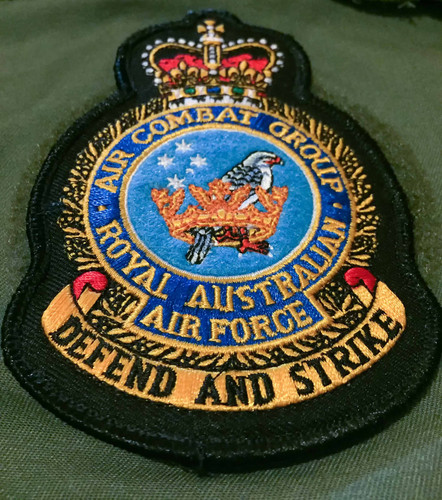 AIR COMBAT GROUP
ROYAL AUSTRALIAN
AIR FORCE
DEFEND AND STRIKE